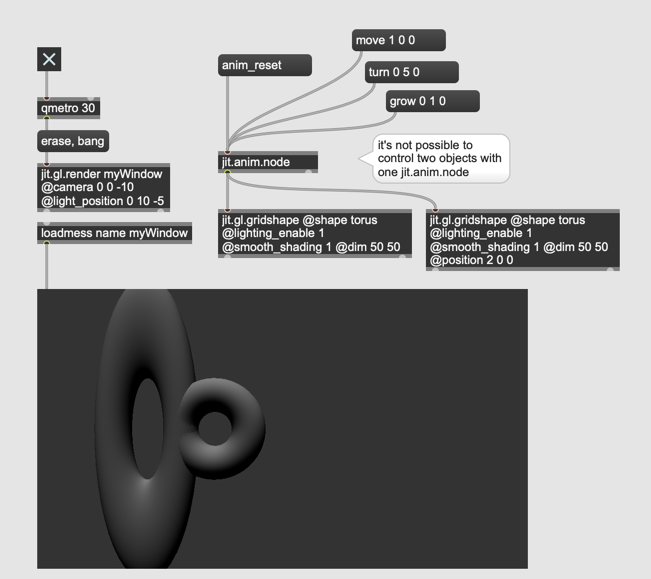 move 1 0 0
anim_reset
turn 0 5 0
grow 0 1 0
qmetro 30
erase, bang
jit.anim.node
it's not possible to
control two objects with
one jit.anim.node
jit.gl.render myWindow
@camera 0 0 -10
@light_position 0 10 -5
loadmess name myWindow
jit.gl.gridshape @shape torus
@lighting_enable 1
@smooth_shading 1 @dim 50 50
jit.gl.gridshape @shape torus
@lighting_enable 1
@smooth_shading 1 @dim 50 50
@position 2 0 0